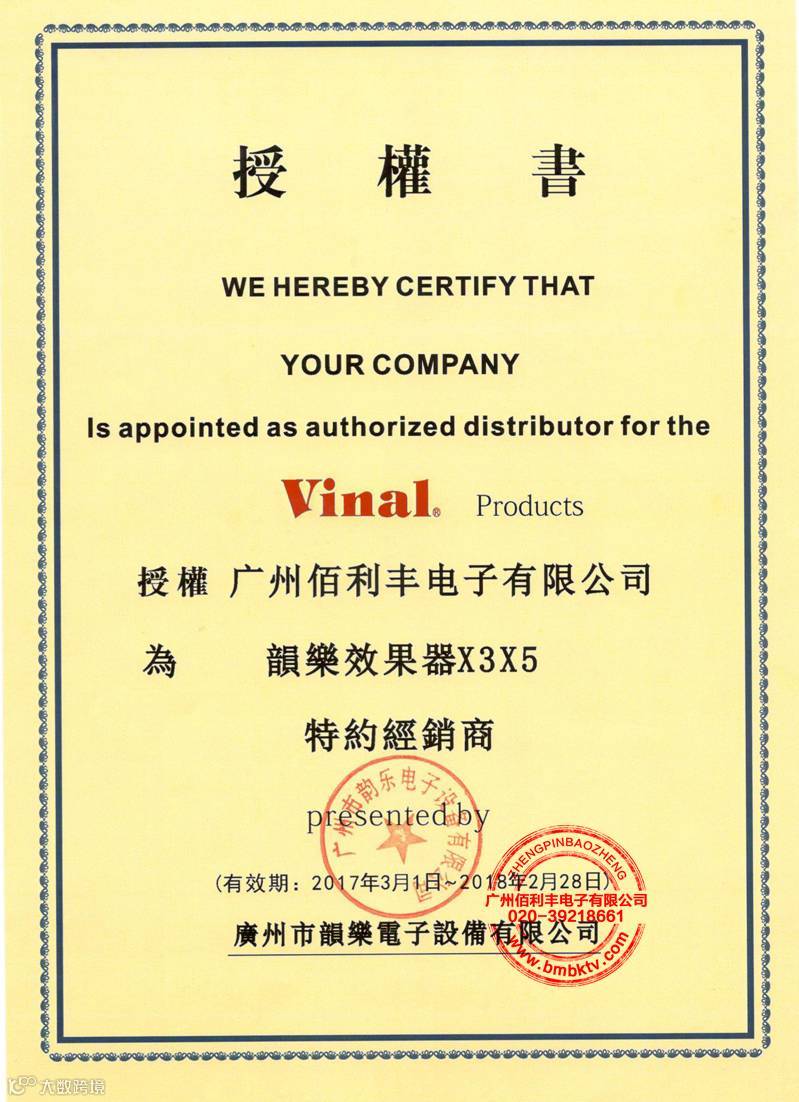 授權書
WE HEREBY CERTIFY THAT
YOUR COMPANY
Is appointed as authorized distributor for the
Vinal® Products
授權 广州佰利丰电子有限公司
為 韻樂效果器X3X5
特約經銷商
广州市韵乐电子设备有限公司
presented by
(有效期：2017年3月1日~2018年2月28日)
廣州市韻樂電子設備有限公司
ZHENGPINBAOZHENG
广州佰利丰电子有限公司
020-39218661
www.bmbktv.com
大数跨境